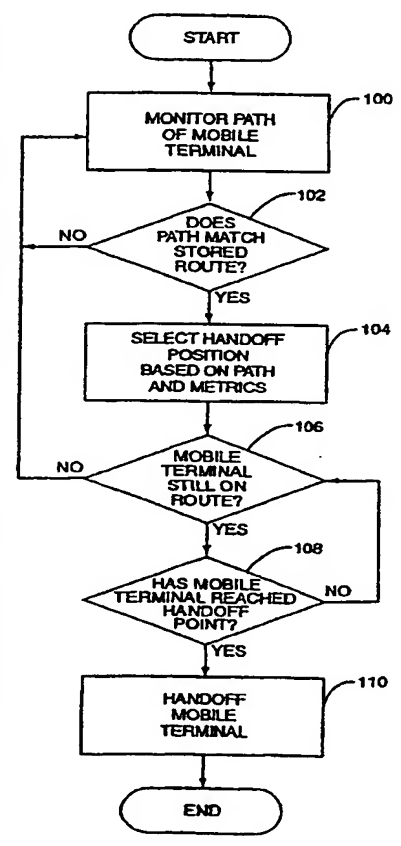 START
100
MONITOR PATH
OF MOBILE
TERMINAL
102
DOES
PATH MATCH
STORED
ROUTE?
NO
YES
104
SELECT HANDOFF
POSITION
BASED ON PATH
AND METRICS
106
MOBILE
TERMINAL
STILL ON
ROUTE?
NO
YES
108
HAS MOBILE
TERMINAL REACHED
HANDOFF
POINT?
NO
YES
110
HANDOFF
MOBILE
TERMINAL
END